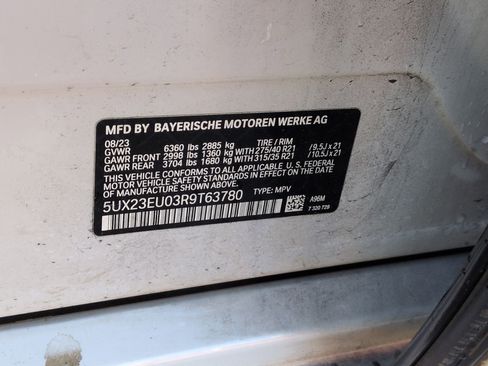 MFD BY BAYERISCHE MOTOREN WERKE AG
08/23 6360 lbs 2885 kg TIRE / RIM
GVWR
GAWR FRONT 2998 lbs 1360 kg WITH 275/40 R21 /9.5J x 21
GAWR REAR 3704 lbs 1680 kg WITH 315/35 R21 /10.5J x 21
THIS VEHICLE CONFORMS TO ALL APPLICABLE U. S. FEDERAL
MOTOR VEHICLE SAFETY STANDARDS IN EFFECT ON THE DATE
OF MANUFACTURE SHOWN ABOVE.
5UX23EU03R9T63780 TYPE: MPV A96M
7 320 729